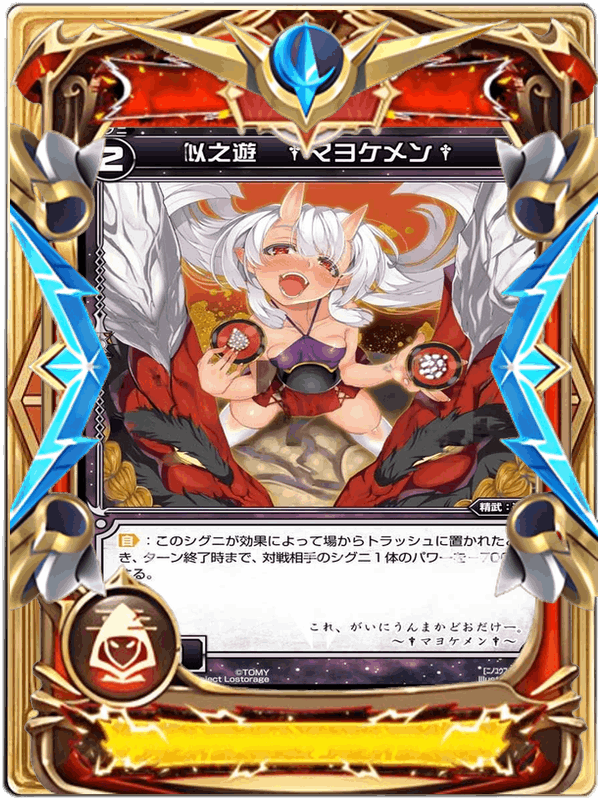 2 似之遊 †マヨケメン†
精武：
自：このシグニが効果によって場からトラッシュに置かれた
き、ターン終了時まで、対戦相手のシグニ1体のパワーを－
する。
これ、がいにうんまかどおだけー。
～†マヨケメン†～
©TOMY
ject Lostorage
Illust